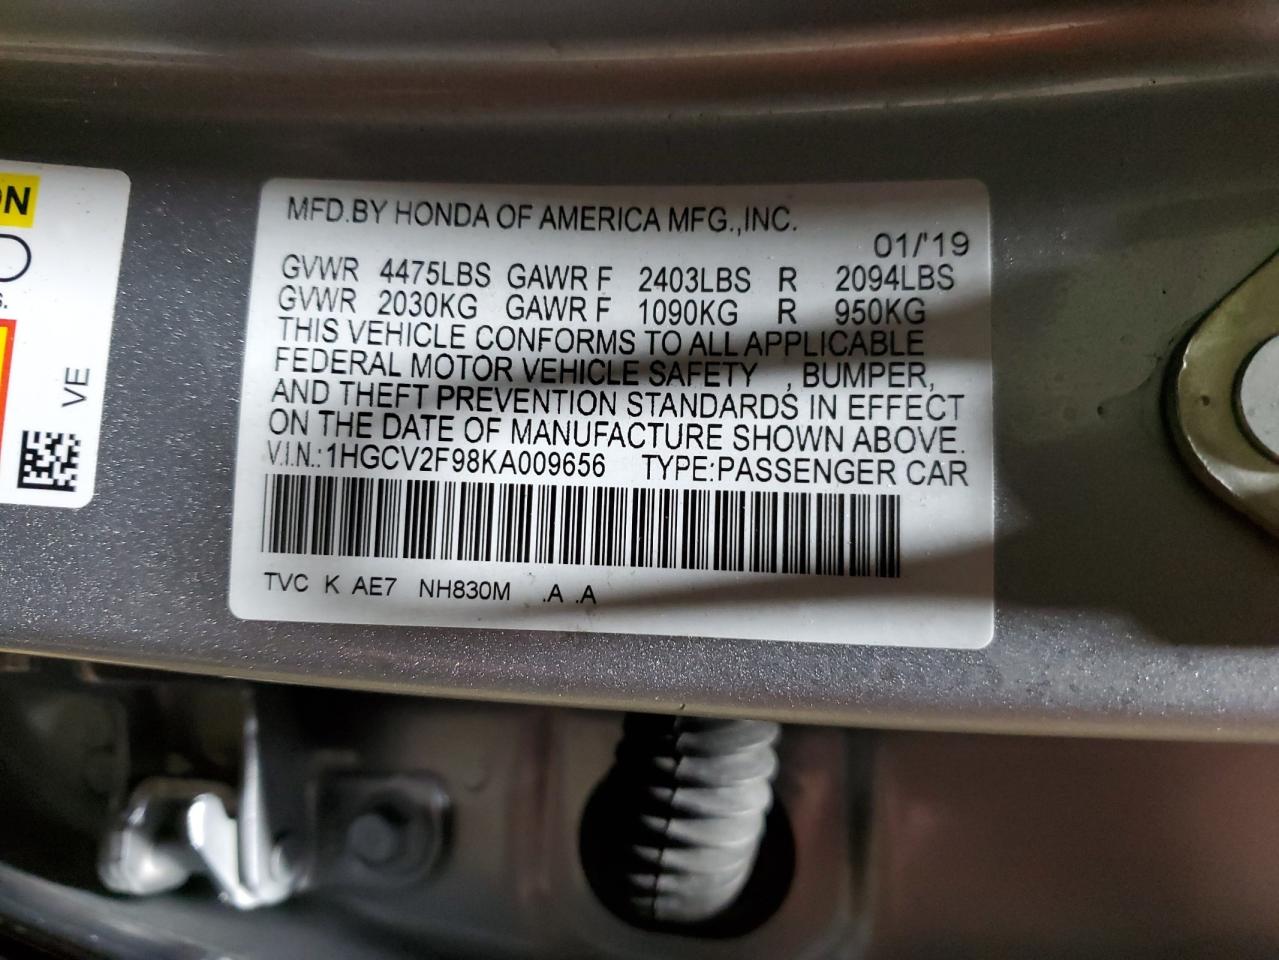 MFD.BY HONDA OF AMERICA MFG.,INC.
01/'19
GVWR 4475LBS GAWR F 2403LBS R 2094LBS
GVWR 2030KG GAWR F 1090KG R 950KG
THIS VEHICLE CONFORMS TO ALL APPLICABLE
FEDERAL MOTOR VEHICLE SAFETY , BUMPER,
AND THEFT PREVENTION STANDARDS IN EFFECT
ON THE DATE OF MANUFACTURE SHOWN ABOVE.
V.I.N.: 1HGCV2F98KA009656 TYPE:PASSENGER CAR
TVC K AE7 NH830M .A .A
VE